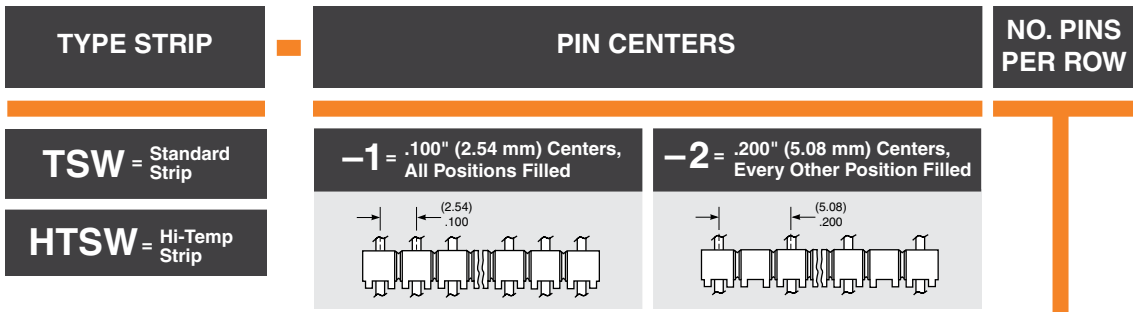 TYPE STRIP
PIN CENTERS
NO. PINS
PER ROW
TSW = Standard
Strip
HTSW = Hi-Temp
Strip
–1 = .100" (2.54 mm) Centers,
All Positions Filled
(2.54)
.100
–2 = .200" (5.08 mm) Centers,
Every Other Position Filled
(5.08)
.200